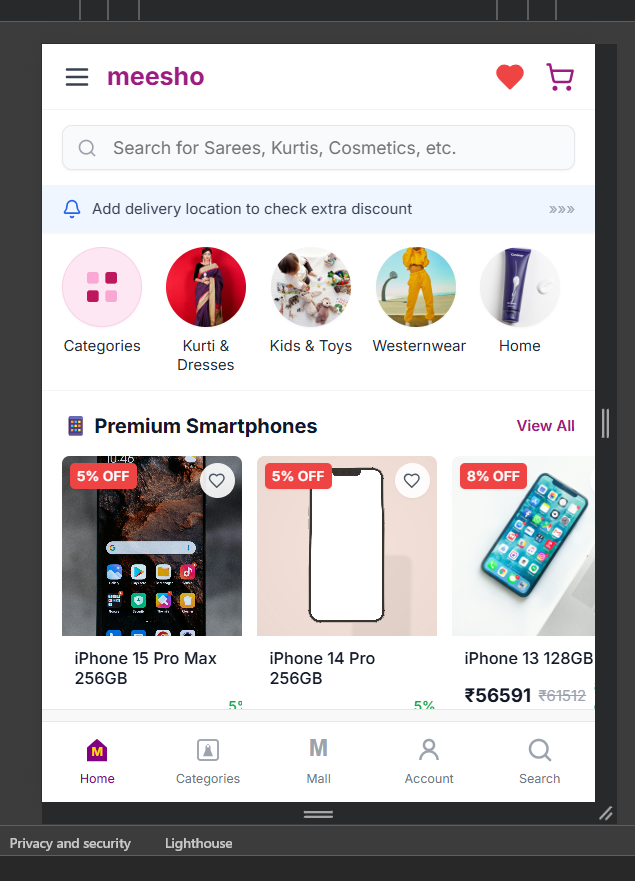 meesho
Search for Sarees, Kurtis, Cosmetics, etc.
Add delivery location to check extra discount
»»»
Categories
Kurti &
Dresses
Kids & Toys
Westernwear
Home
Premium Smartphones
View All
5% OFF
5% OFF
8% OFF
iPhone 15 Pro Max
256GB
iPhone 14 Pro
256GB
iPhone 13 128GB
5%
5%
₹56591 ₹61512
M
Home
Categories
M
Mall
Account
Search
Privacy and security
Lighthouse